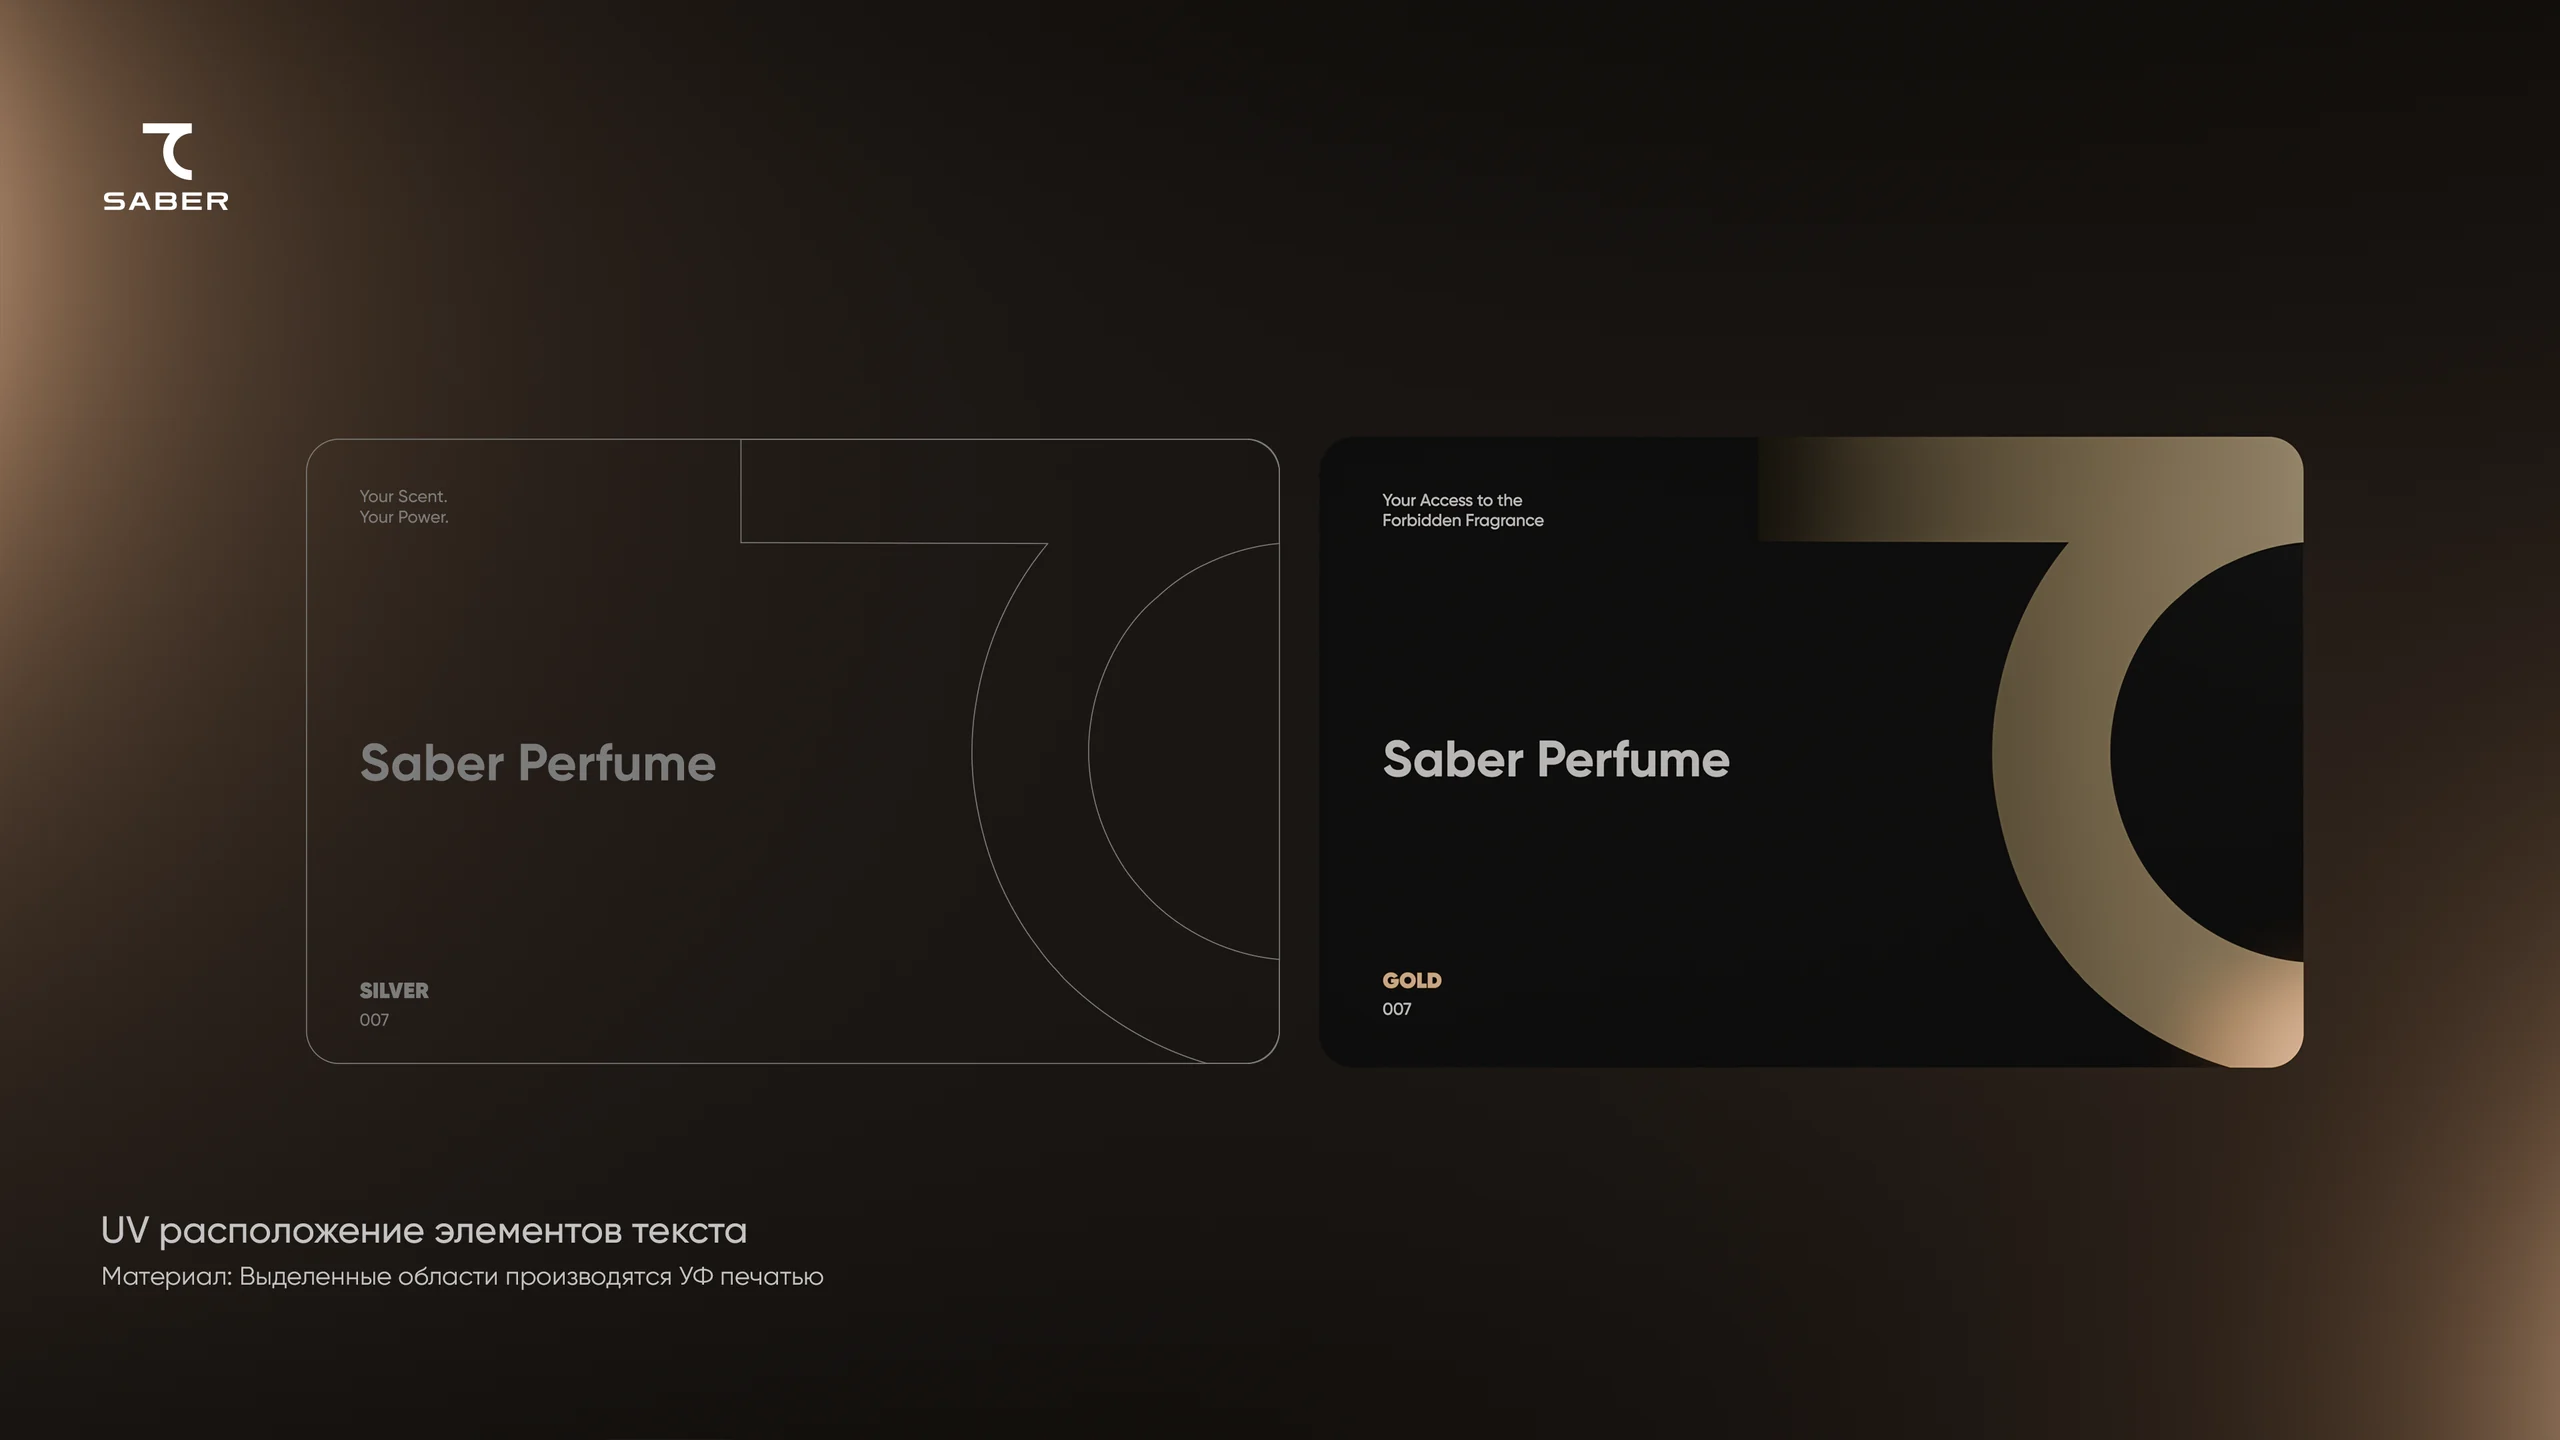 SABER
Your Scent.
Your Power.
Saber Perfume
SILVER
007
Your Access to the
Forbidden Fragrance
Saber Perfume
GOLD
007
UV расположение элементов текста
Материал: Выделенные области производятся УФ печатью